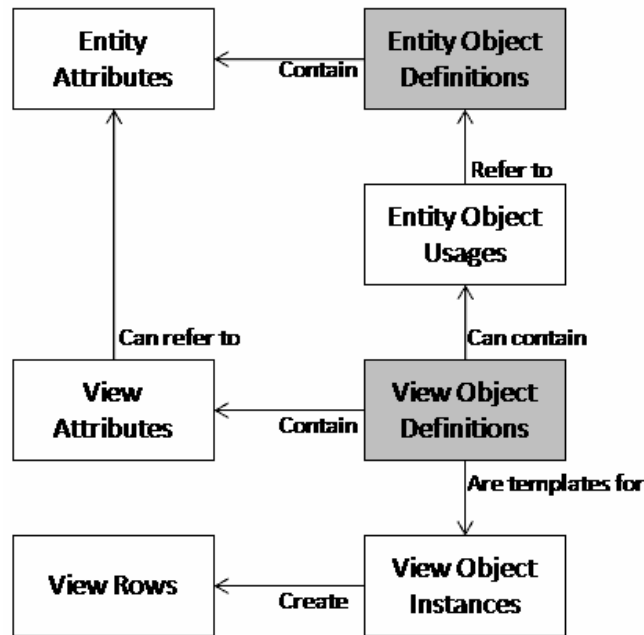 Entity
Attributes
Contain
Entity Object
Definitions
Refer to
Entity Object
Usages
Can refer to
Can contain
View
Attributes
Contain
View Object
Definitions
Are templates for
View Rows
Create
View Object
Instances